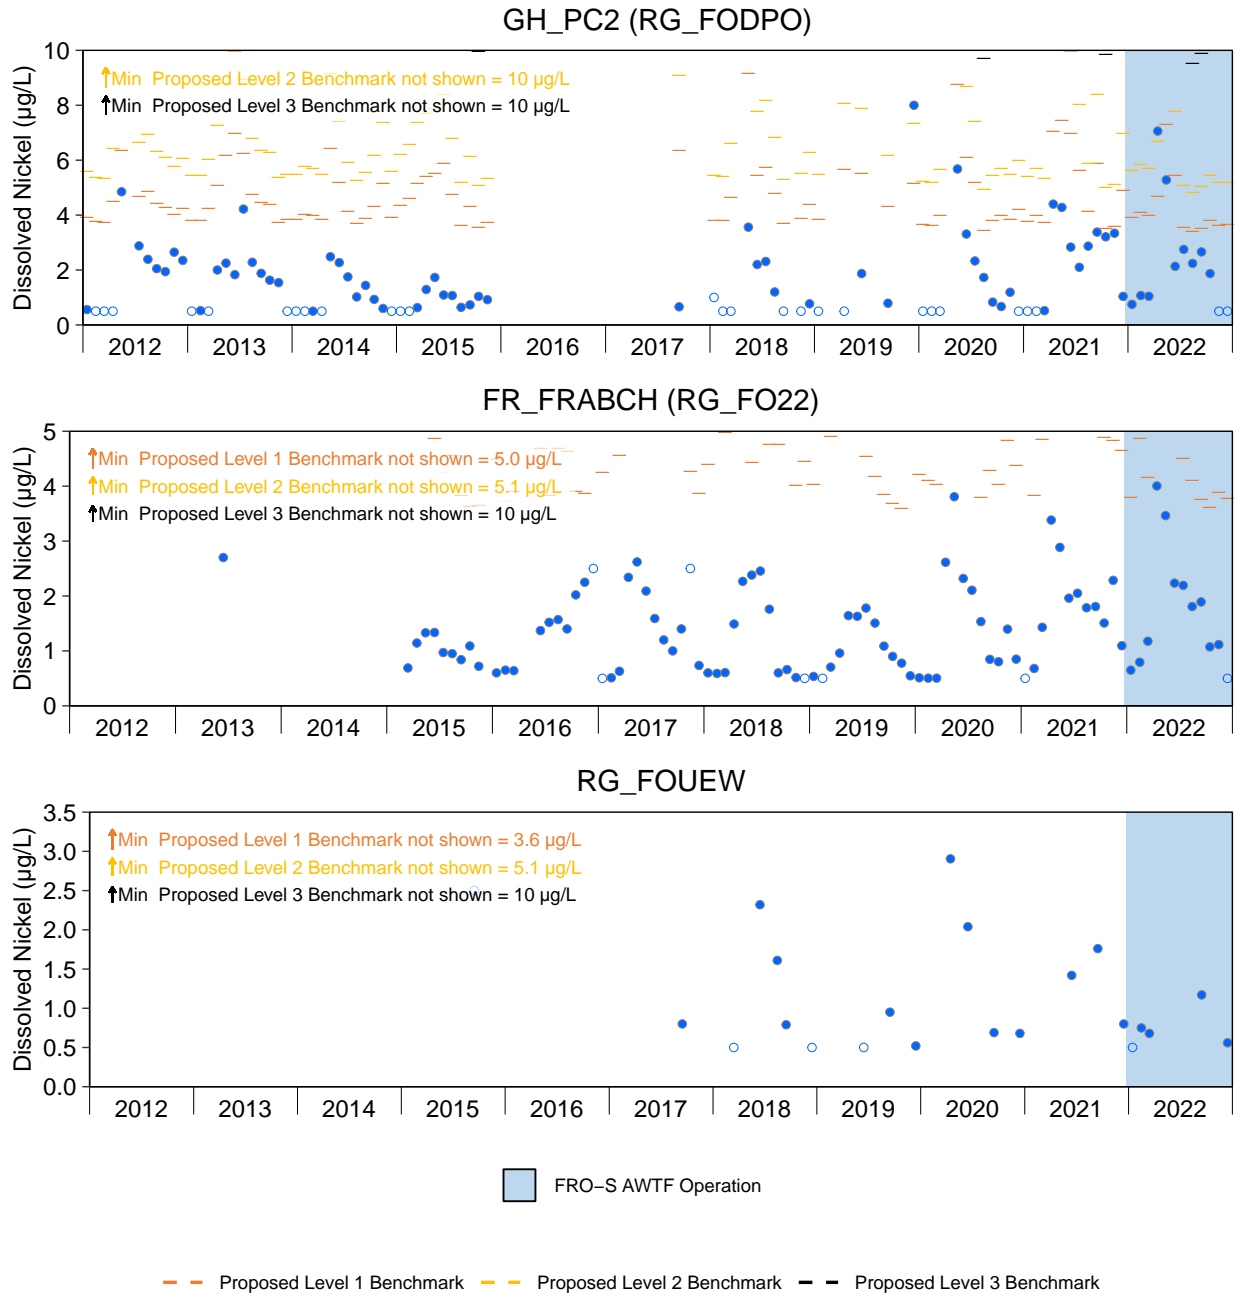 GH_PC2 (RG_FODPO)
Dissolved Nickel (µg/L)
10
8
6
4
2
0
Min Proposed Level 2 Benchmark not shown = 10 µg/L
Min Proposed Level 3 Benchmark not shown = 10 µg/L
2012 2013 2014 2015 2016 2017 2018 2019 2020 2021 2022
FR_FRABCH (RG_FO22)
Dissolved Nickel (µg/L)
5
4
3
2
1
0
Min Proposed Level 1 Benchmark not shown = 5.0 µg/L
Min Proposed Level 2 Benchmark not shown = 5.1 µg/L
Min Proposed Level 3 Benchmark not shown = 10 µg/L
2012 2013 2014 2015 2016 2017 2018 2019 2020 2021 2022
RG_FOUEW
Dissolved Nickel (µg/L)
3.5
3.0
2.5
2.0
1.5
1.0
0.5
0.0
Min Proposed Level 1 Benchmark not shown = 3.6 µg/L
Min Proposed Level 2 Benchmark not shown = 5.1 µg/L
Min Proposed Level 3 Benchmark not shown = 10 µg/L
2012 2013 2014 2015 2016 2017 2018 2019 2020 2021 2022
FRO−S AWTF Operation
Proposed Level 1 Benchmark Proposed Level 2 Benchmark Proposed Level 3 Benchmark